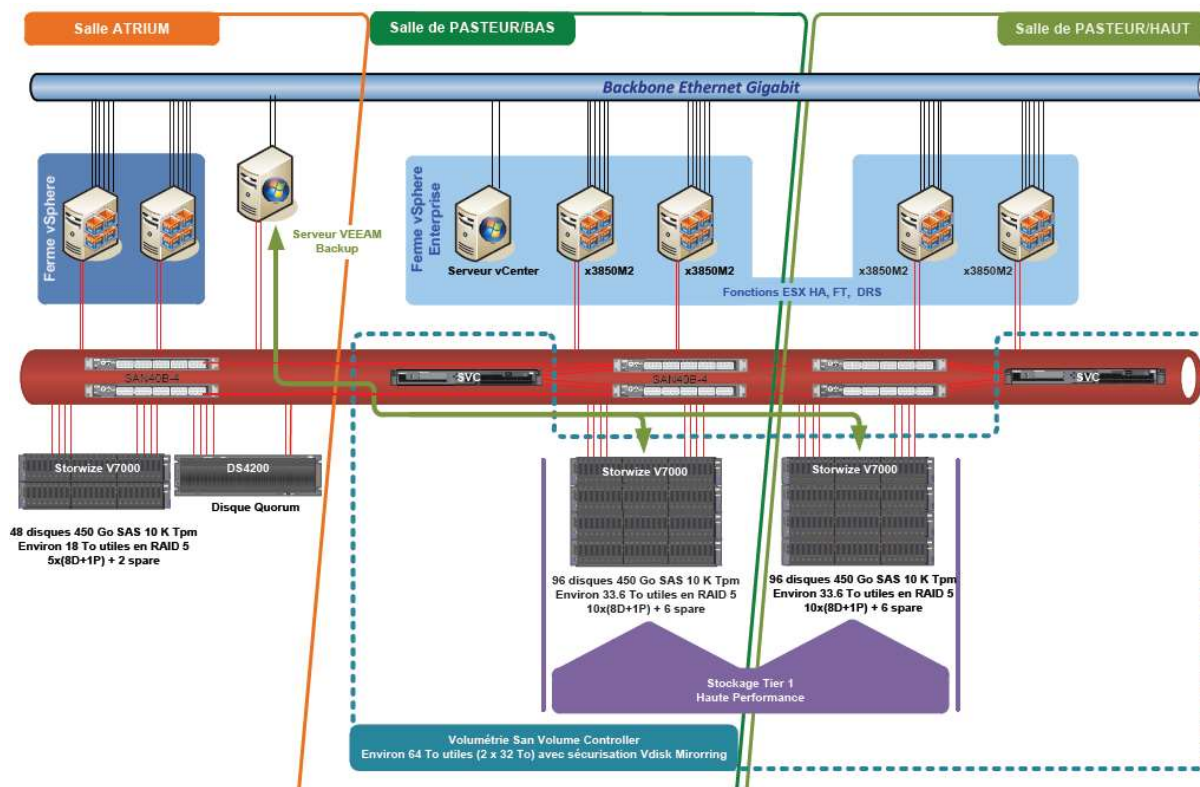 Salle ATRIUM
Salle de PASTEUR/BAS
Salle de PASTEUR/HAUT
Backbone Ethernet Gigabit
Ferme vSphere
Serveur VEEAM
Backup
Ferme vSphere
Enterprise
Serveur vCenter
x3850M2
x3850M2
x3850M2
x3850M2
Fonctions ESX HA, FT, DRS
SAN40B-4
SVC
SAN40B-4
SVC
Storwize V7000
DS4200
Disque Quorum
48 disques 450 Go SAS 10 K Tpm
Environ 18 To utiles en RAID 5
5x(8D+1P) + 2 spare
Storwize V7000
96 disques 450 Go SAS 10 K Tpm
Environ 33.6 To utiles en RAID 5
10x(8D+1P) + 6 spare
Storwize V7000
96 disques 450 Go SAS 10 K Tpm
Environ 33.6 To utiles en RAID 5
10x(8D+1P) + 6 spare
Stockage Tier 1
Haute Performance
Volumétrie San Volume Controller
Environ 64 To utiles (2 x 32 To) avec sécurisation Vdisk Mirorring